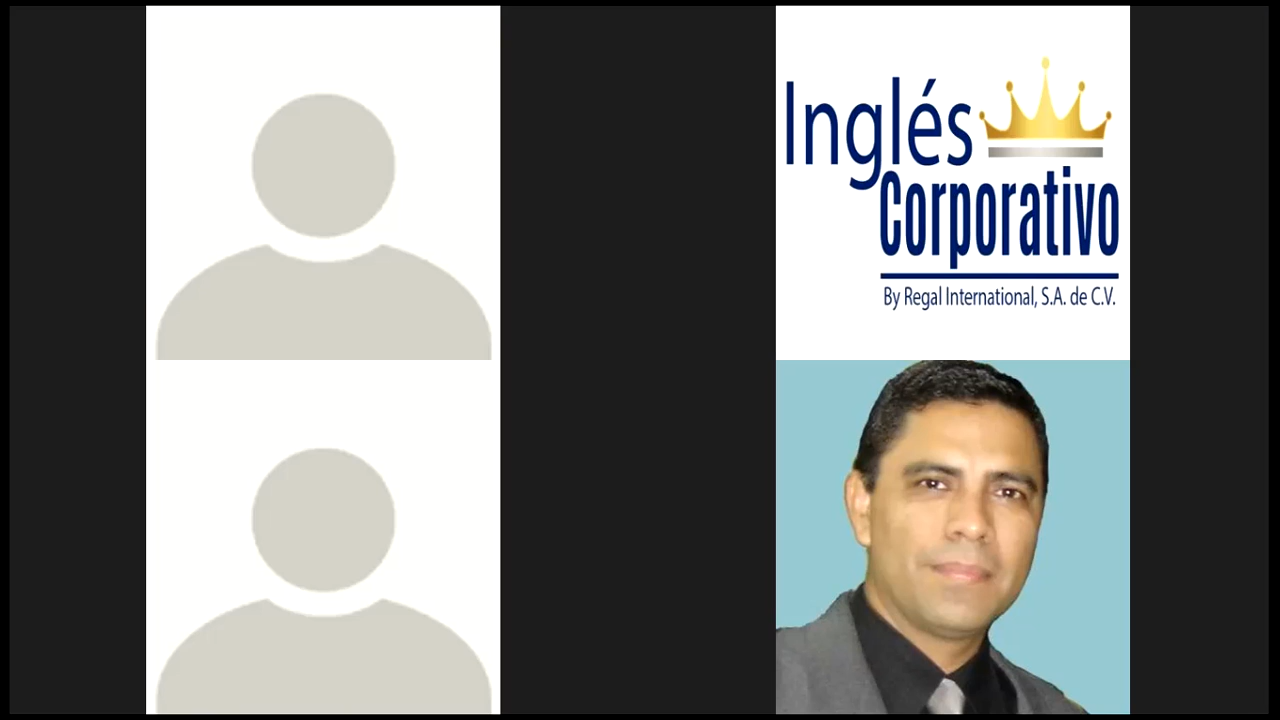 Inglés
Corporativo
By Regal International, S.A. de C.V.